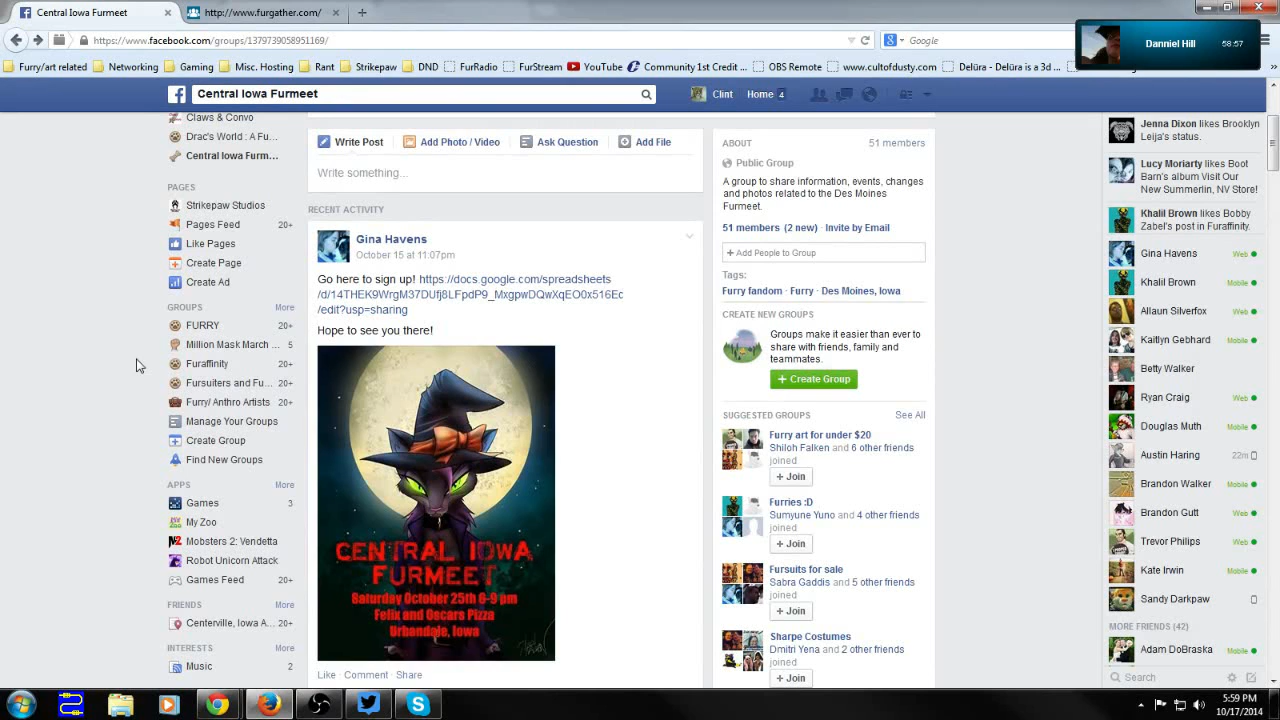 Central Iowa Furmeet
http://www.furgather.com/
https://www.facebook.com/groups/1379739058951169/
Google
Danniel Hill
58:57
Furry/art related
Networking
Gaming
Misc. Hosting
Rant
Strikepaw
DND
FurRadio
FurStream
YouTube
Community 1st Credit ...
OBS Remote
www.cultofdusty.com
Delüra - Delüra is a 3d ...
Central Iowa Furmeet
Clint
Home 4
Claws & Convo
Drac's World : A Fu...
Central Iowa Furm...
PAGES
Strikepaw Studios
Pages Feed 20+
Like Pages
Create Page
Create Ad
GROUPS More
FURRY 20+
Million Mask March ... 5
Furaffinity 20+
Fursuiters and Fu... 20+
Furry/ Anthro Artists 20+
Manage Your Groups
Create Group
Find New Groups
APPS More
Games 3
My Zoo
Mobsters 2: Vendetta
Robot Unicorn Attack
Games Feed 20+
FRIENDS More
Centerville, Iowa A... 20+
INTERESTS More
Music 2
Write Post
Add Photo / Video
Ask Question
Add File
Write something...
RECENT ACTIVITY
Gina Havens
October 15 at 11:07pm
Go here to sign up! https://docs.google.com/spreadsheets
/d/14THEK9WrgM37DUfj8LFpdP9_MxgpwDQwXqEO0x516Ec
/edit?usp=sharing
Hope to see you there!
CENTRAL IOWA
FURMEET
Saturday October 25th 6-9 pm
Felix and Oscars Pizza
Urbandale, Iowa
Like Comment Share
ABOUT 51 members
Public Group
A group to share information, events, changes
and photos related to the Des Moines
Furmeet.
51 members (2 new) · Invite by Email
+ Add People to Group
Tags:
Furry fandom · Furry · Des Moines, Iowa
CREATE NEW GROUPS
Groups make it easier than ever to
share with friends, family and
teammates.
+ Create Group
SUGGESTED GROUPS See All
Furry art for under $20
Shiloh Falken and 6 other friends
joined
+ Join
Furries :D
Sumyune Yuno and 4 other friends
joined
+ Join
Fursuits for sale
Sabra Gaddis and 5 other friends
joined
+ Join
Sharpe Costumes
Dmitri Yena and 2 other friends
joined
+ Join
Jenna Dixon likes Brooklyn
Leija's status.
Lucy Moriarty likes Boot
Barn's album Visit Our
New Summerlin, NV Store!
Khalil Brown likes Bobby
Zabel's post in Furaffinity.
Gina Havens Web
Khalil Brown Mobile
Allaun Silverfox Web
Kaitlyn Gebhard Mobile
Betty Walker
Ryan Craig Web
Douglas Muth Mobile
Austin Haring 22m
Brandon Walker Mobile
Brandon Gutt Web
Trevor Phillips Web
Kate Irwin Mobile
Sandy Darkpaw
MORE FRIENDS (42)
Adam DoBraska Mobile
Search
5:59 PM
10/17/2014